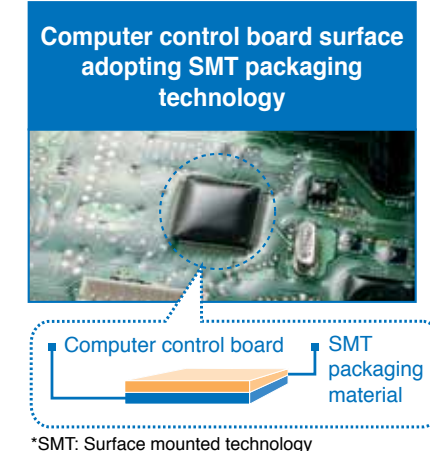 Computer control board surface
adopting SMT packaging
technology
Computer control board
SMT
packaging
material
*SMT: Surface mounted technology